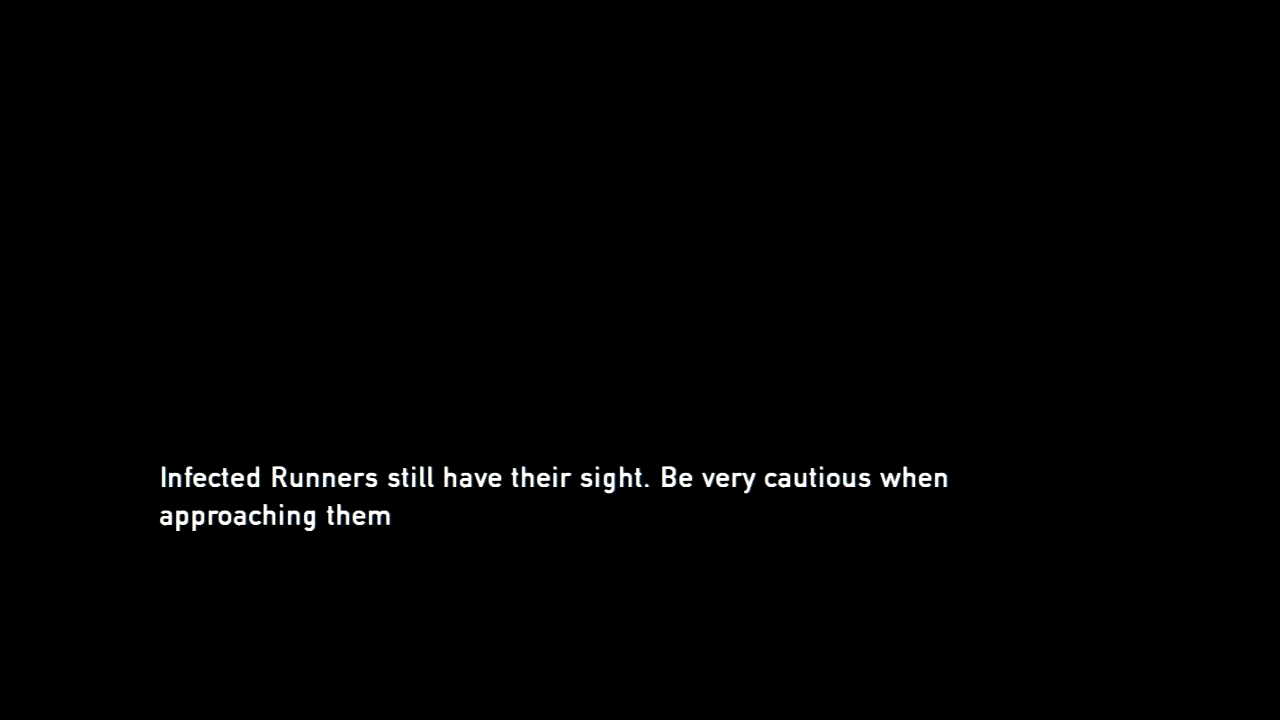 Infected Runners still have their sight. Be very cautious when
approaching them